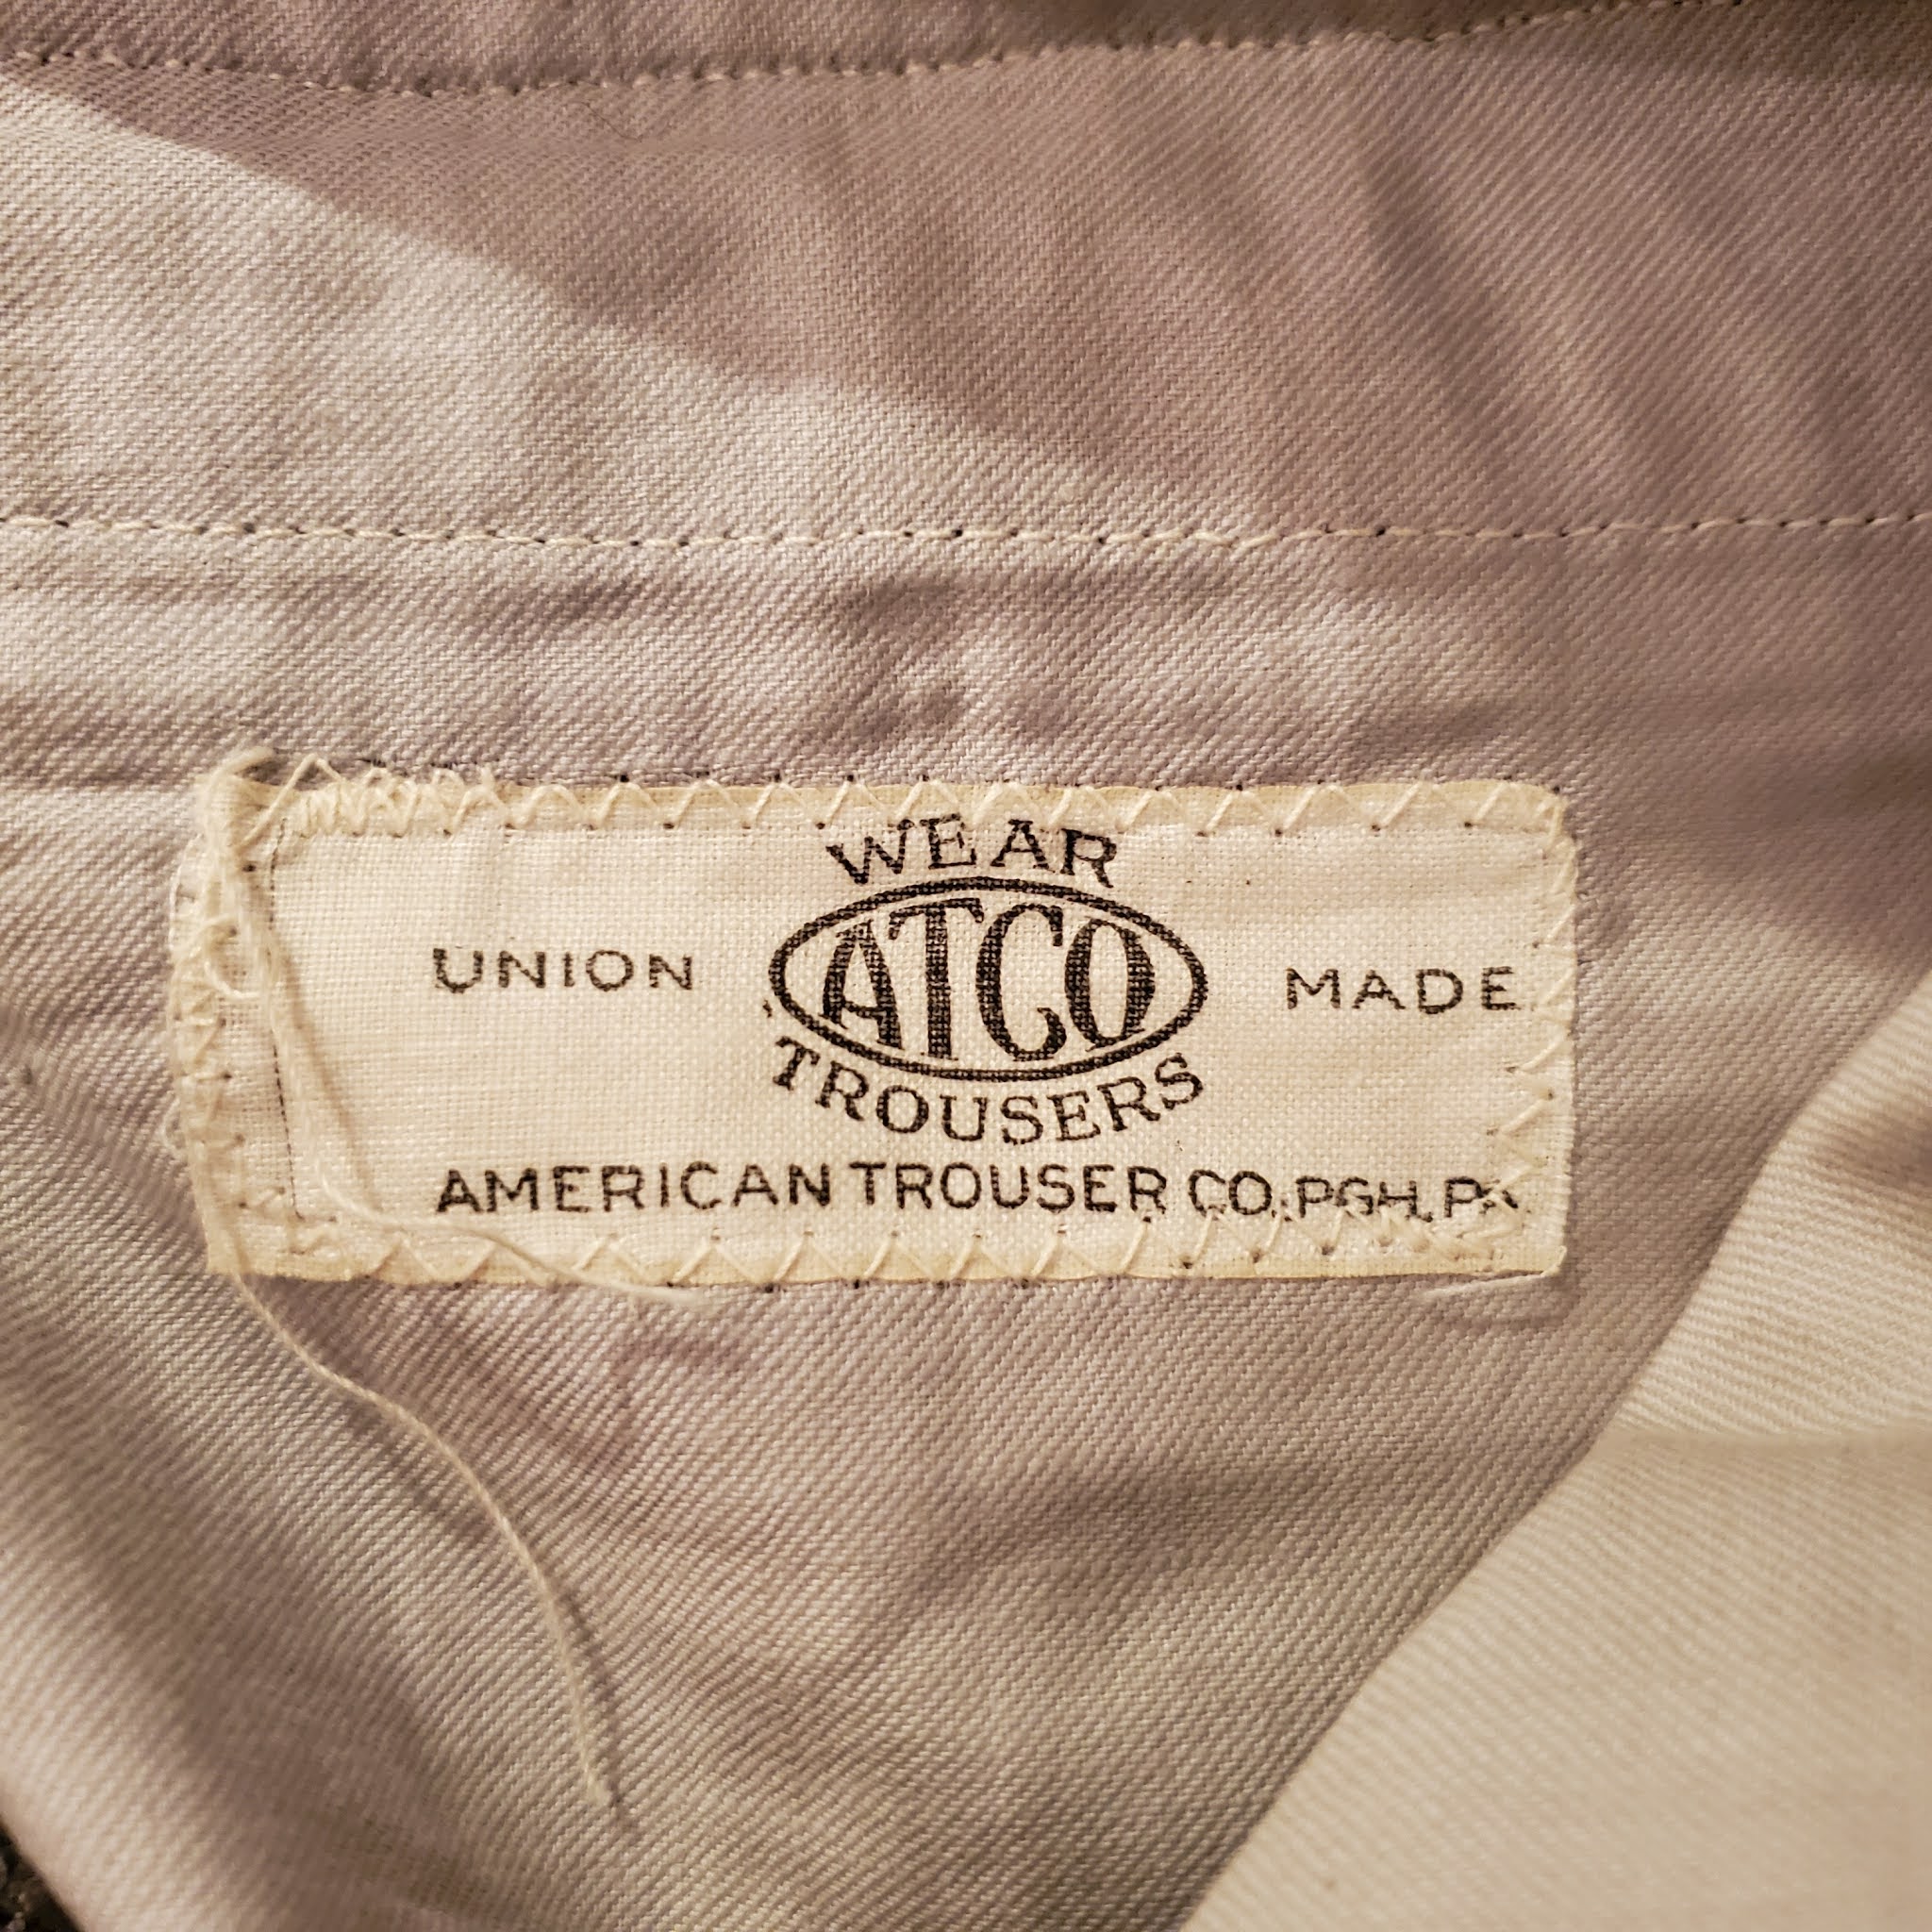 WEAR
UNION ATCO MADE
TROUSERS
AMERICAN TROUSER CO. PGH. PA